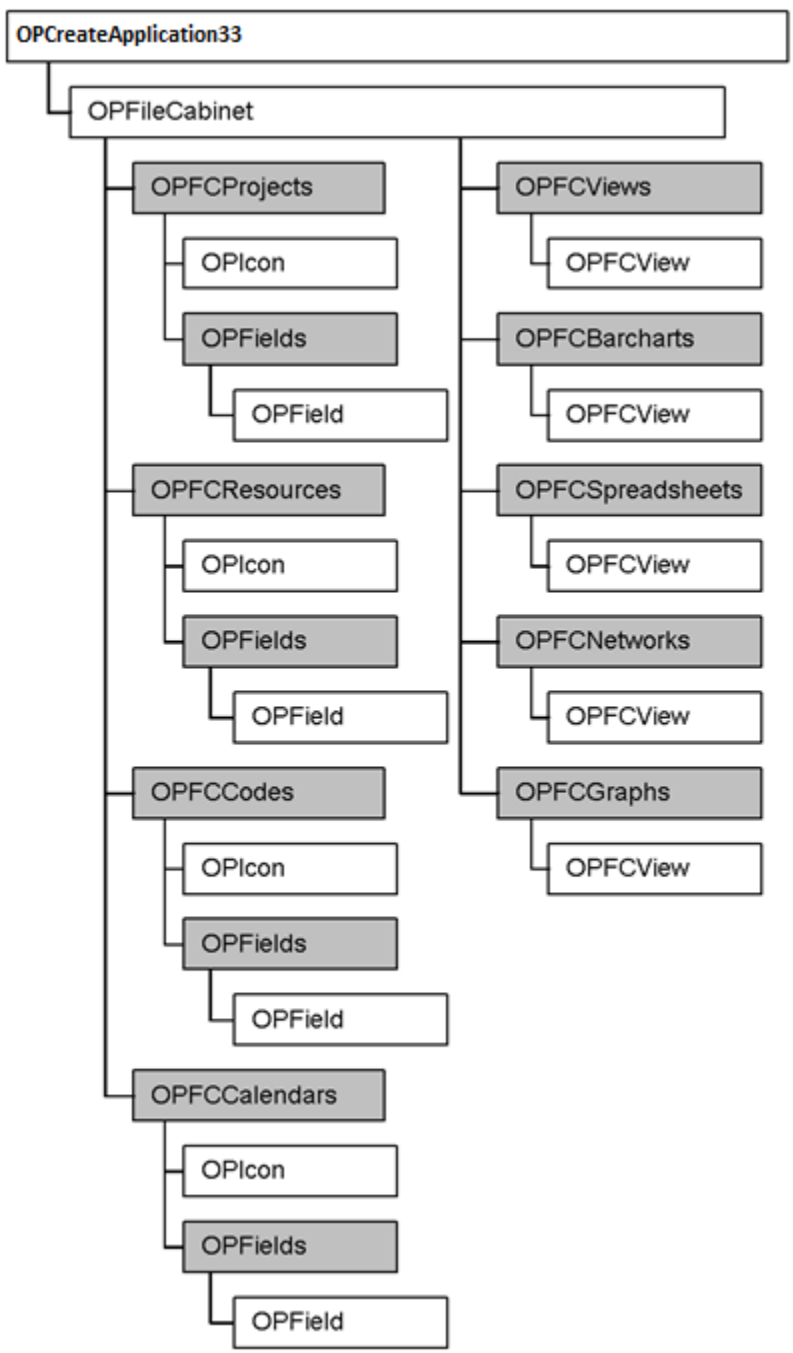 OPCreateApplication33
OPFileCabinet
OPFCProjects
OPIcon
OPFields
OPField
OPFCResources
OPIcon
OPFields
OPField
OPFCCodes
OPIcon
OPFields
OPField
OPFCCalendars
OPIcon
OPFields
OPField
OPFCViews
OPFCView
OPFCBarcharts
OPFCView
OPFCSpreadsheets
OPFCView
OPFCNetworks
OPFCView
OPFCGraphs
OPFCView